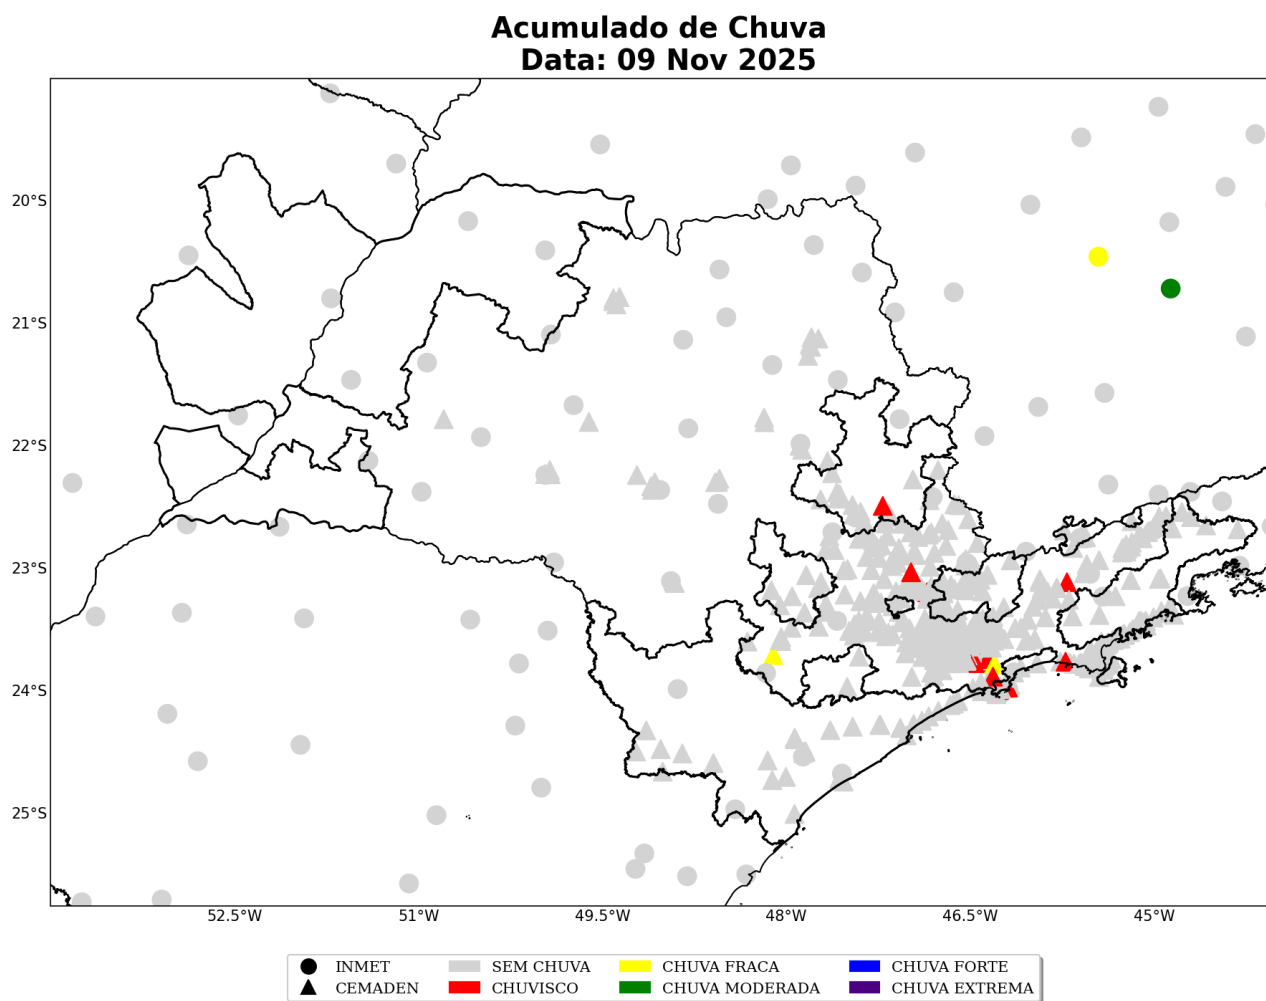 Acumulado de Chuva
Data: 09 Nov 2025
20°S
21°S
22°S
23°S
24°S
25°S
52.5°W 51°W 49.5°W 48°W 46.5°W 45°W
INMET SEM CHUVA CHUVA FRACA CHUVA FORTE
CEMADEN CHUVISCO CHUVA MODERADA CHUVA EXTREMA